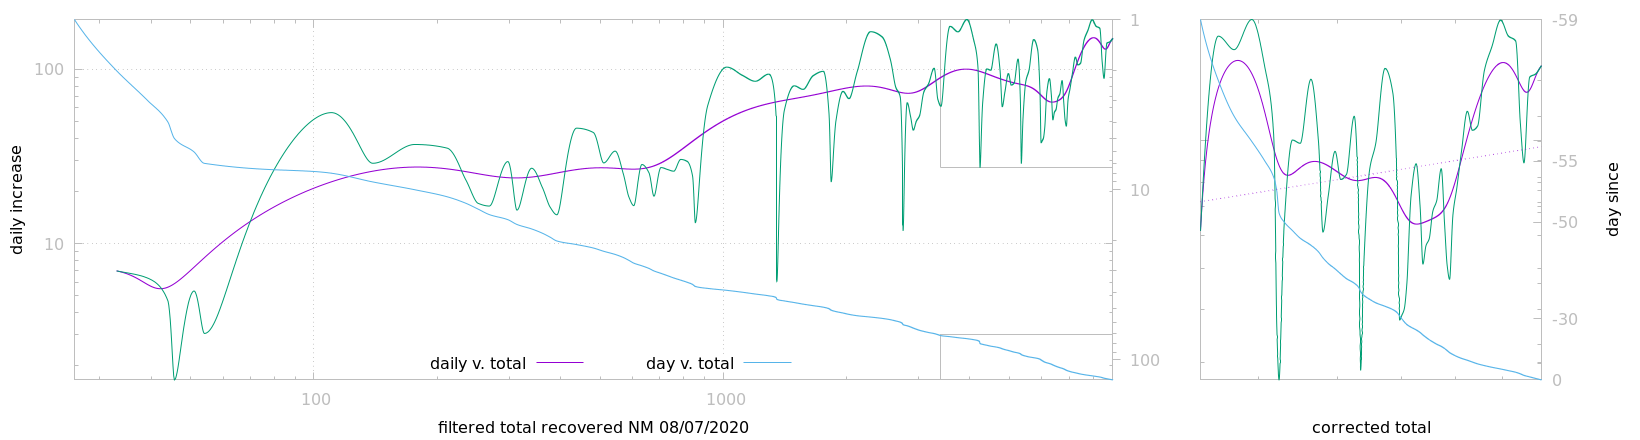 1
-59
100
daily increase
10
10
-55
-50
day since
-30
daily v. total
day v. total
100
0
100
1000
filtered total recovered NM 08/07/2020
corrected total